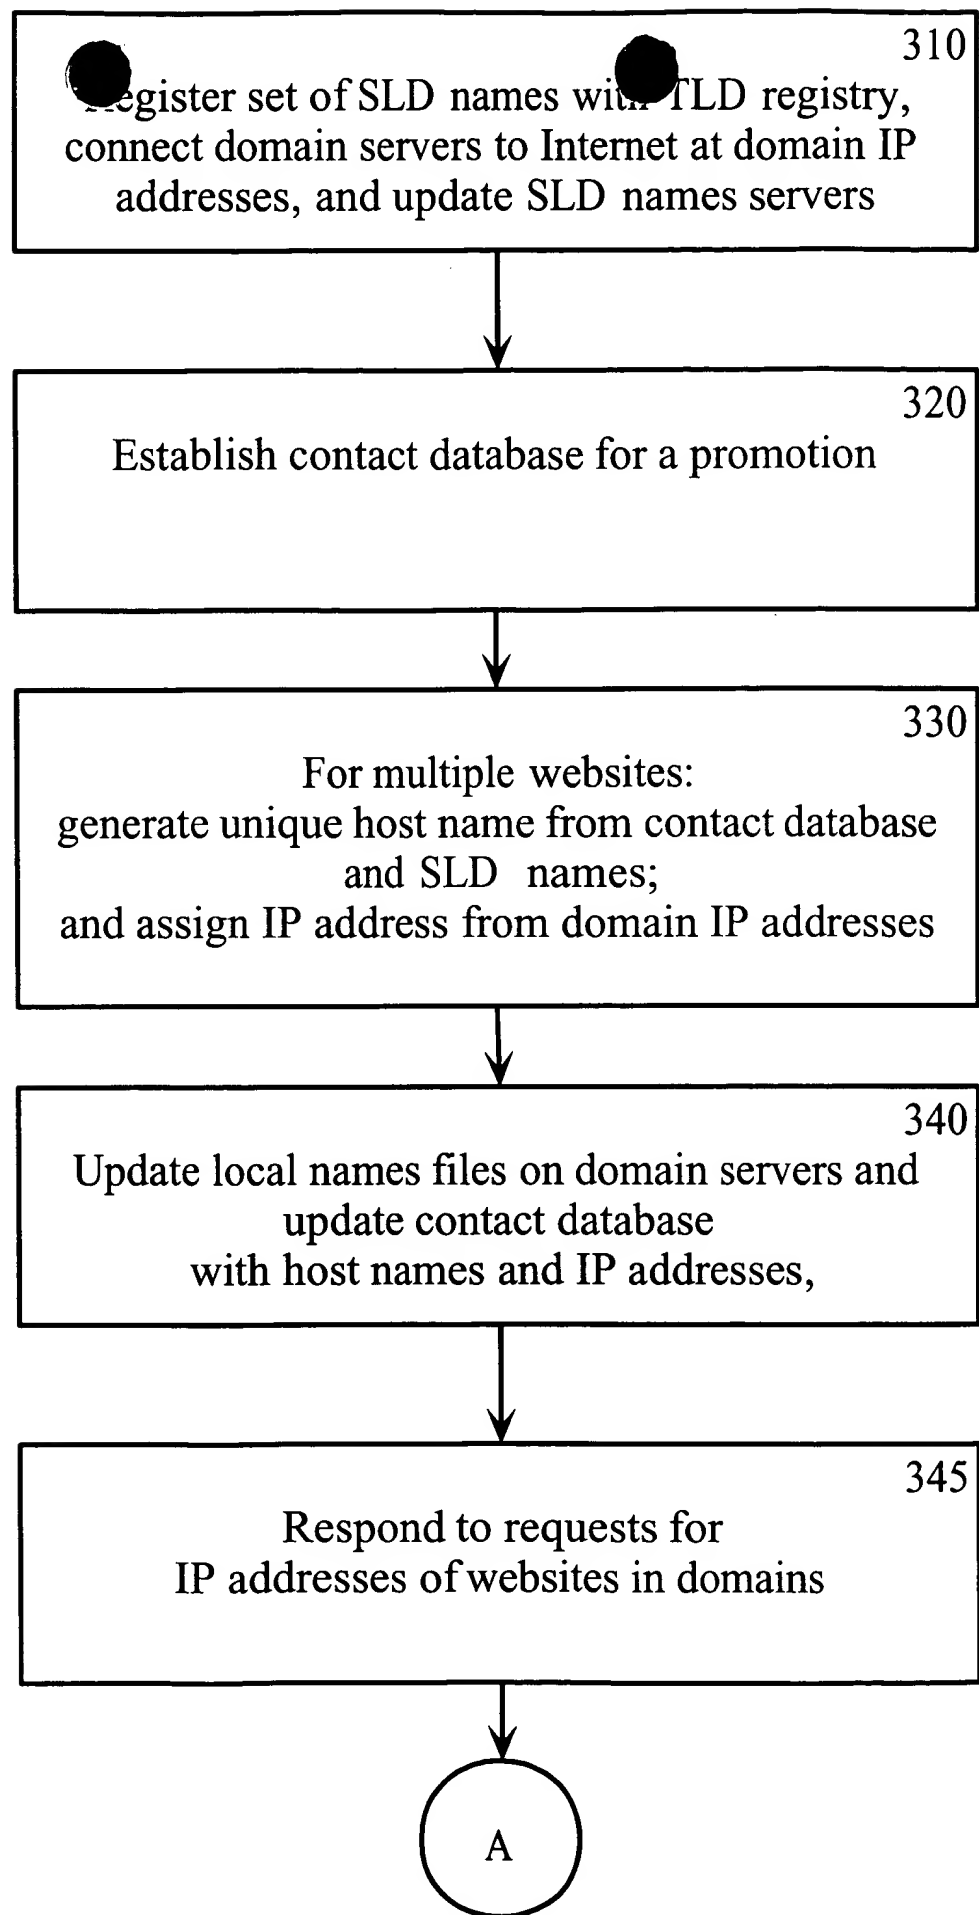 310
Register set of SLD names with TLD registry,
connect domain servers to Internet at domain IP
addresses, and update SLD names servers
320
Establish contact database for a promotion
330
For multiple websites:
generate unique host name from contact database
and SLD names;
and assign IP address from domain IP addresses
340
Update local names files on domain servers and
update contact database
with host names and IP addresses,
345
Respond to requests for
IP addresses of websites in domains
A